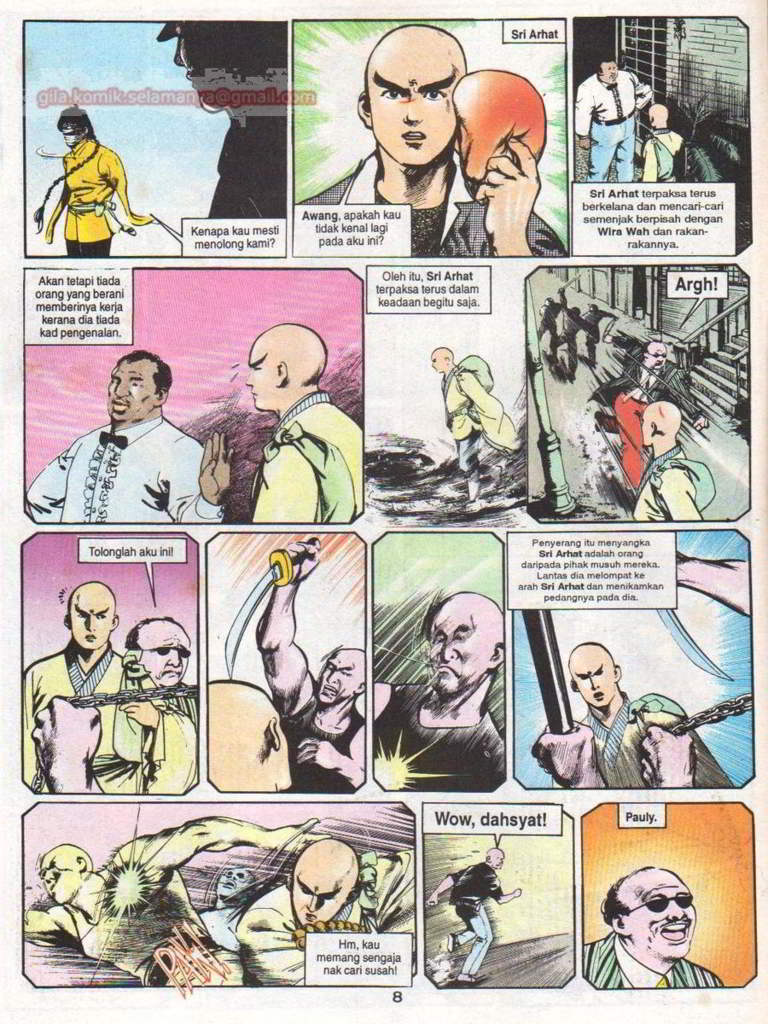 gila.komik.selamanya@gmail.com
Kenapa kau mesti
menolong kami?
Sri Arhat
Awang, apakah kau
tidak kenal lagi
pada aku ini?
Sri Arhat terpaksa terus
berkelana dan mencari-cari
semenjak berpisah dengan
Wira Wah dan rakan-
rakannya.
Akan tetapi tiada
orang yang berani
memberinya kerja
kerana dia tiada
kad pengenalan.
Oleh itu, Sri Arhat
terpaksa terus dalam
keadaan begitu saja.
Argh!
Tolonglah aku ini!
Penyerang itu menyangka
Sri Arhat adalah orang
daripada pihak musuh mereka.
Lantas dia melompat ke
arah Sri Arhat dan menikamkan
pedangnya pada dia.
PAM!
Hm, kau
memang sengaja
nak cari susah!
Wow, dahsyat!
Pauly.
8